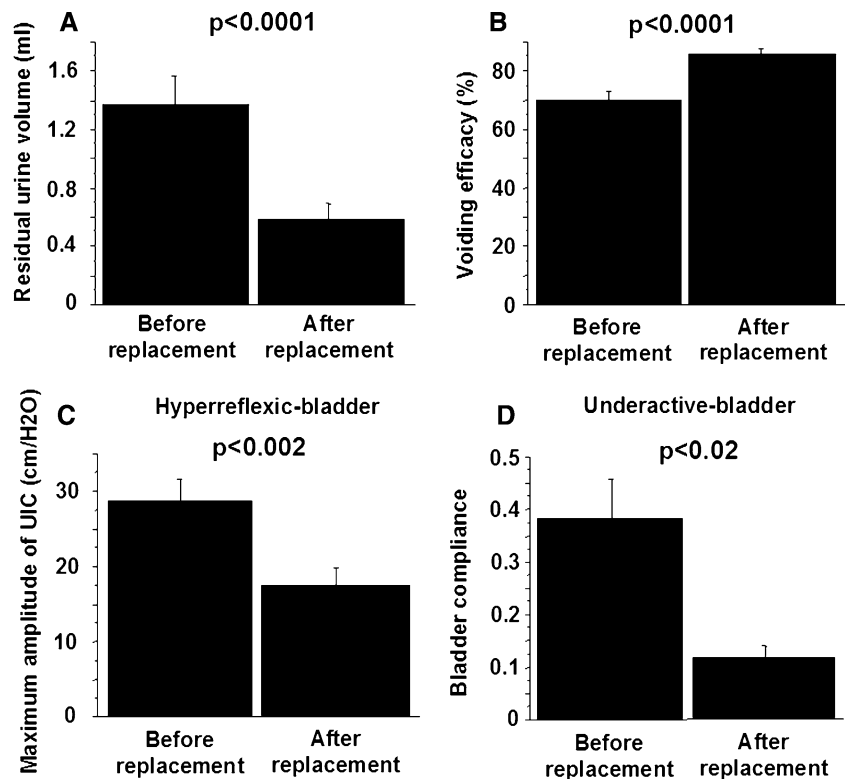 A
p<0.0001
Residual urine volume (ml)
1.6
1.2
0.8
0.4
0
Before
replacement
After
replacement
B
p<0.0001
Voiding efficacy (%)
80
60
40
20
0
Before
replacement
After
replacement
C
Hyperreflexic-bladder
p<0.002
Maximum amplitude of UIC (cm/H2O)
30
20
10
0
Before
replacement
After
replacement
D
Underactive-bladder
p<0.02
Bladder compliance
0.5
0.4
0.3
0.2
0.1
0
Before
replacement
After
replacement